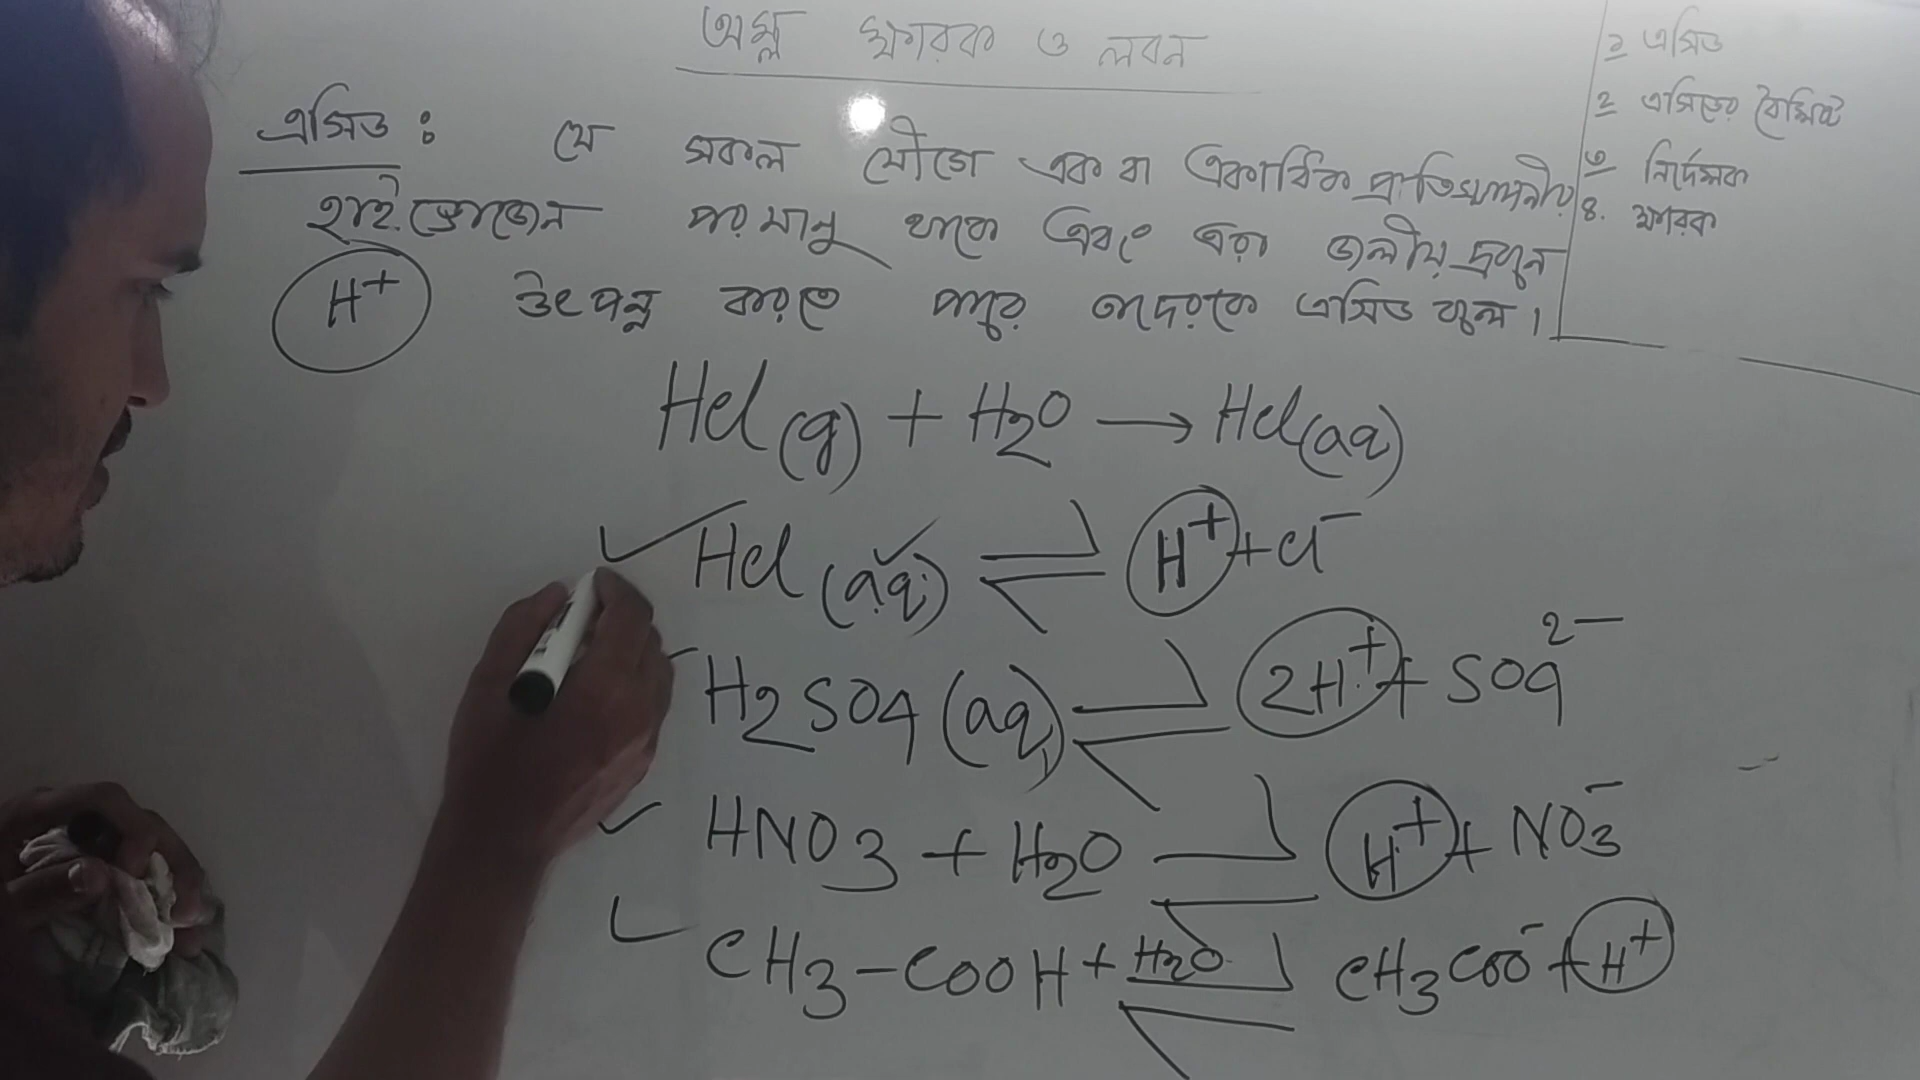 অম্ল ক্ষারক ও লবন
১ এসিড
২ এসিডের বৈশিষ্ট
৩ নির্দেশক
৪. ক্ষারক
এসিড : যে সকল যৌগে এক বা একাধিক প্রতিস্থাপনীয়
হাইড্রোজেন পরমানু থাকে এবং এরা জলীয় দ্রবনে
H⁺ উৎপন্ন করতে পারে তাদেরকে এসিড বলে।
Hcl (g) + H₂O → Hcl (aq)
✓ Hcl (aq) ⇌ H⁺ + cl⁻
H₂SO₄ (aq) ⇌ 2H⁺ + SO₄²⁻
✓ HNO₃ + H₂O ⇌ H⁺ + NO₃⁻
✓ CH₃-COOH + H₂O ⇌ CH₃COO⁻ + H⁺